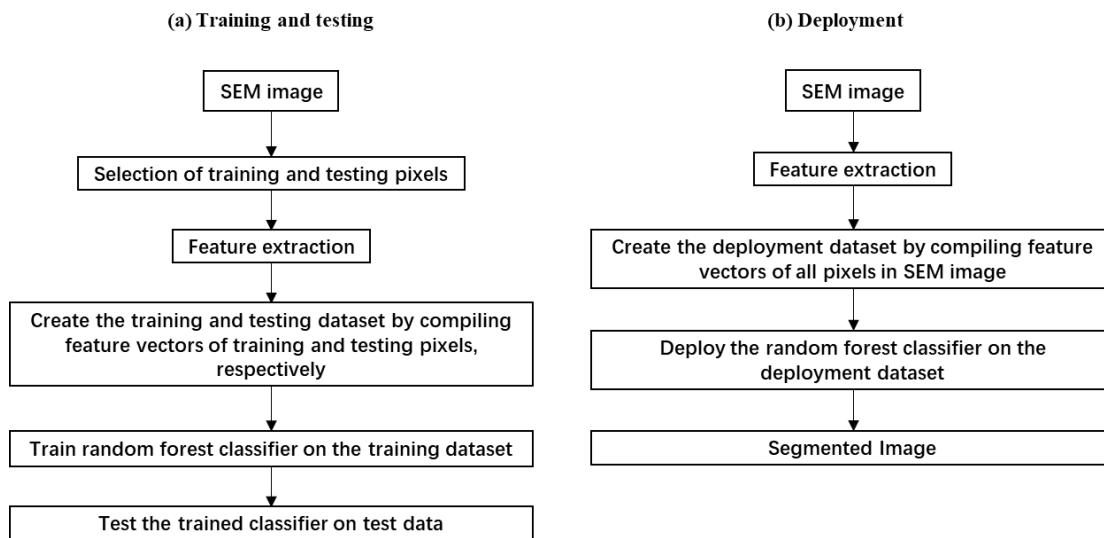 (a) Training and testing
SEM image
Selection of training and testing pixels
Feature extraction
Create the training and testing dataset by compiling
feature vectors of training and testing pixels,
respectively
Train random forest classifier on the training dataset
Test the trained classifier on test data
(b) Deployment
SEM image
Feature extraction
Create the deployment dataset by compiling feature
vectors of all pixels in SEM image
Deploy the random forest classifier on the
deployment dataset
Segmented Image